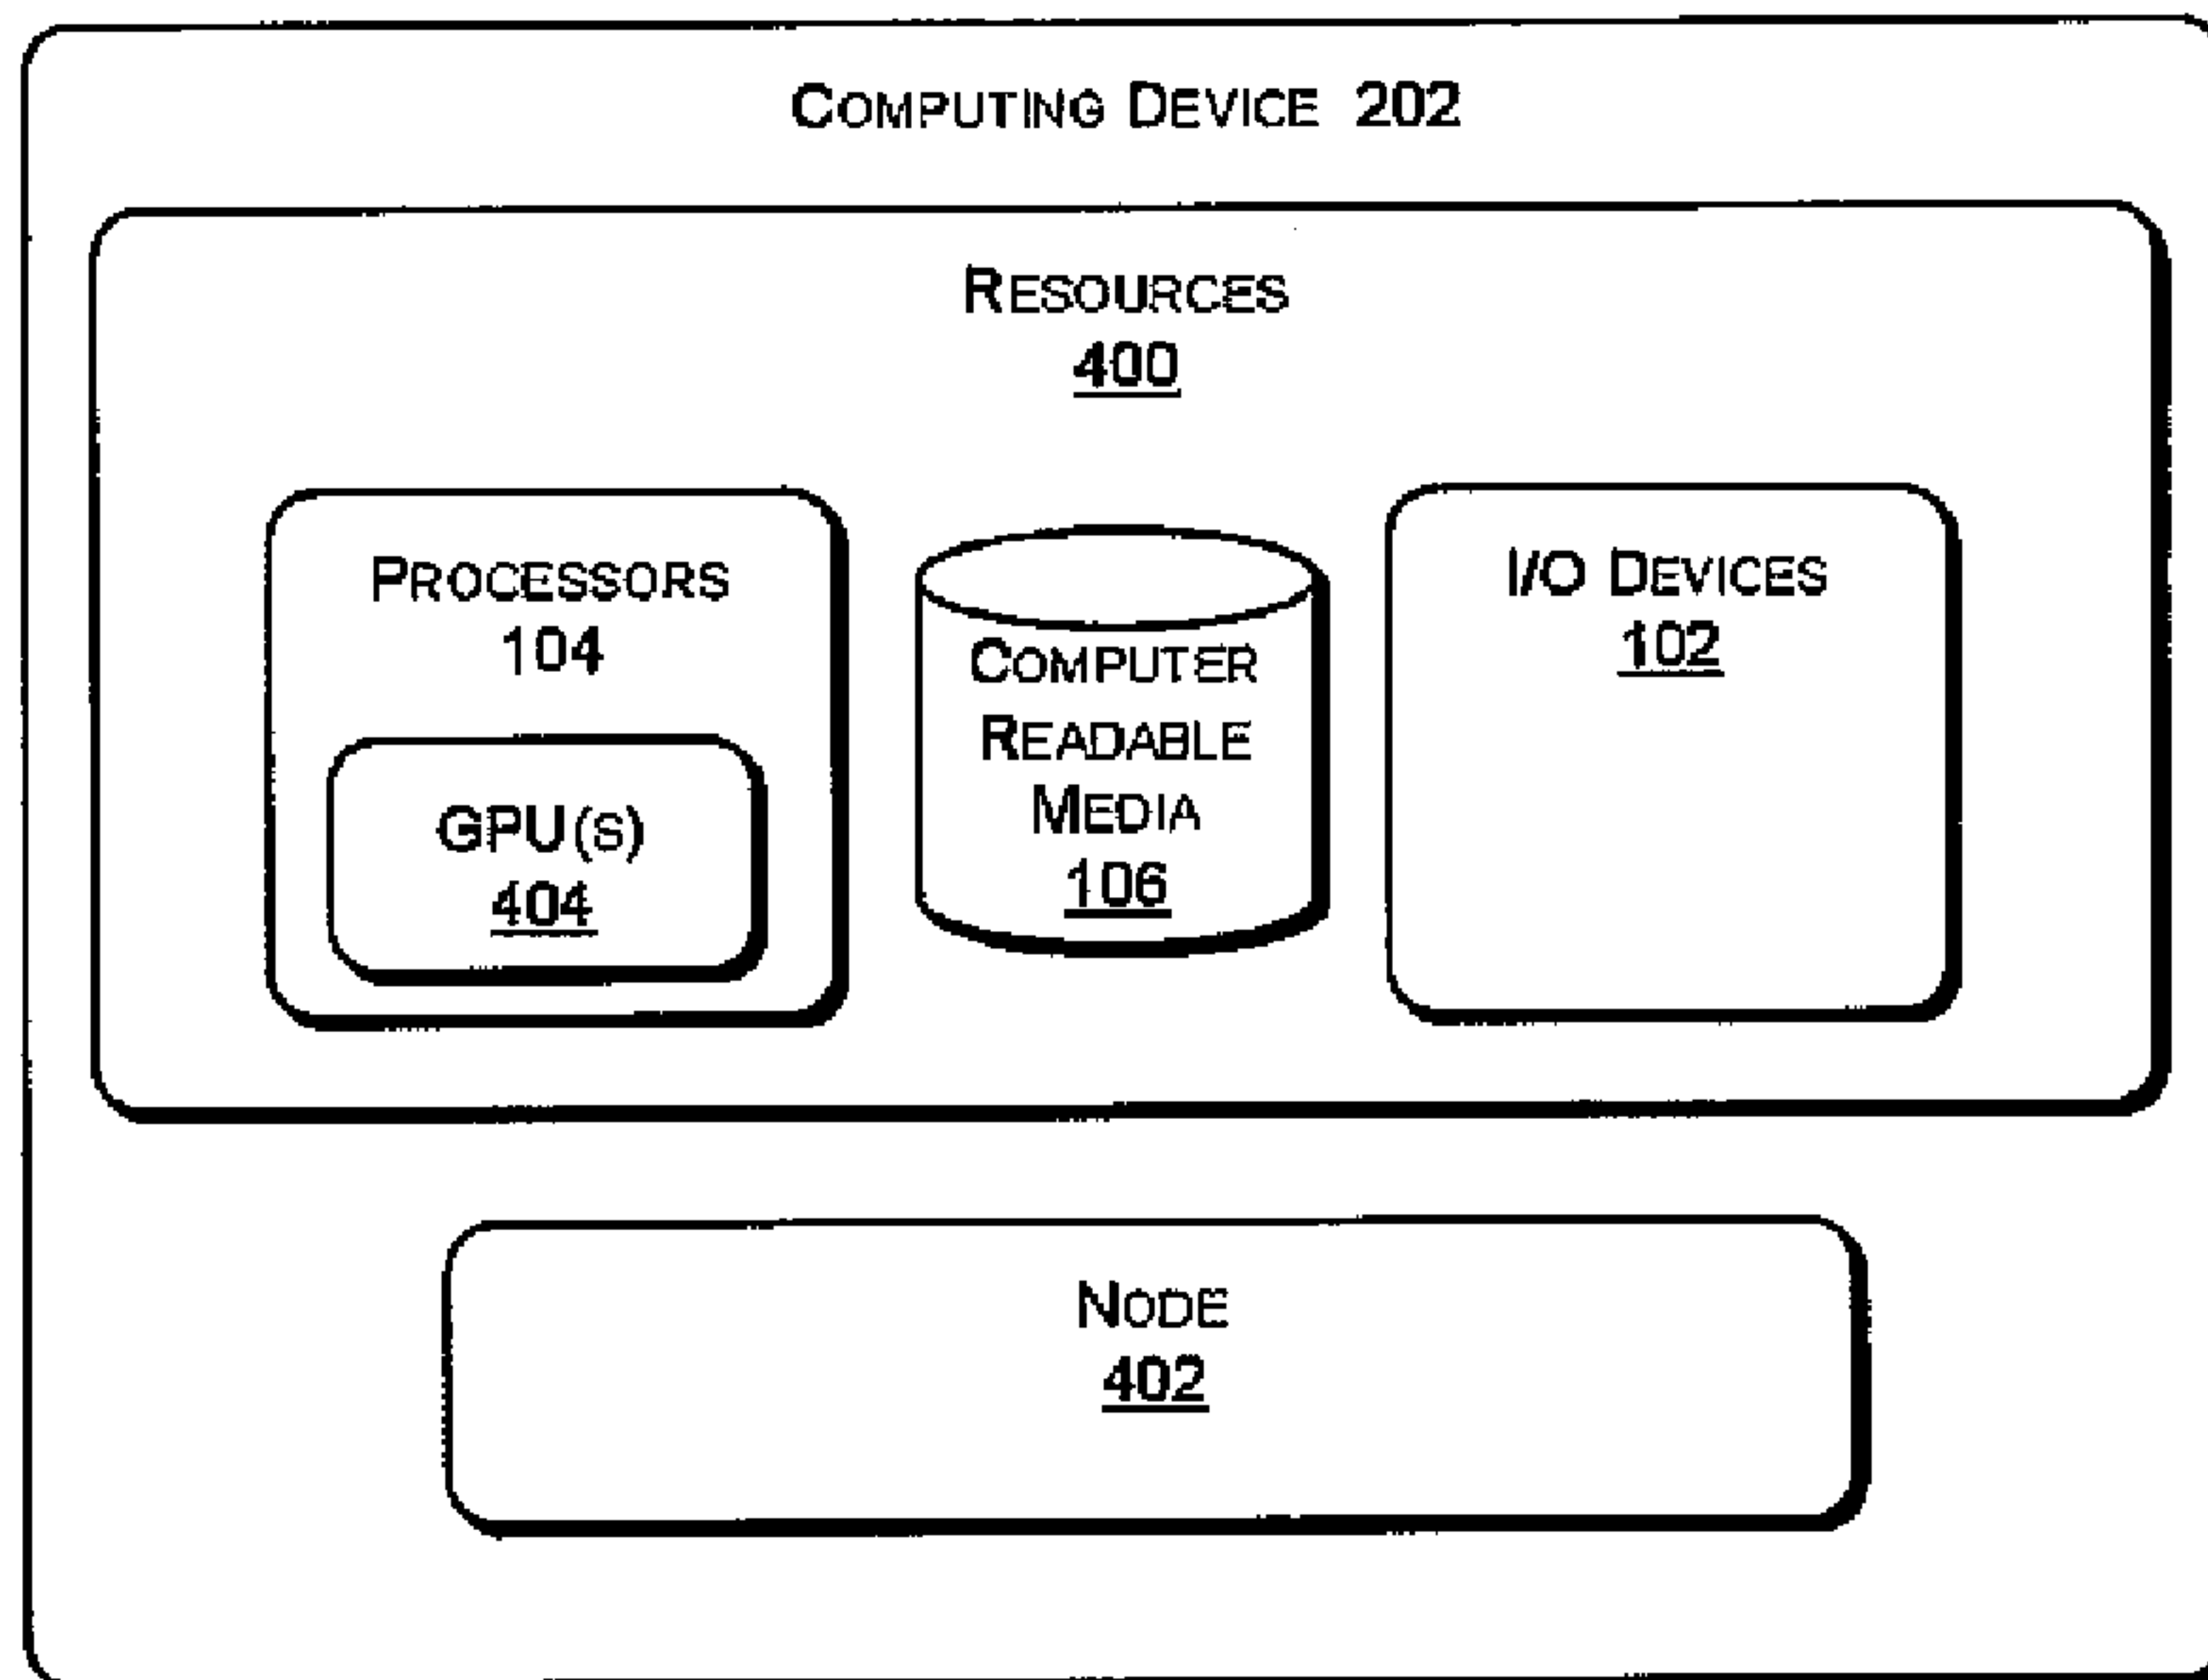 COMPUTING DEVICE 202
RESOURCES
400
PROCESSORS
104
GPU(S)
404
COMPUTER
READABLE
MEDIA
106
I/O DEVICES
102
NODE
402